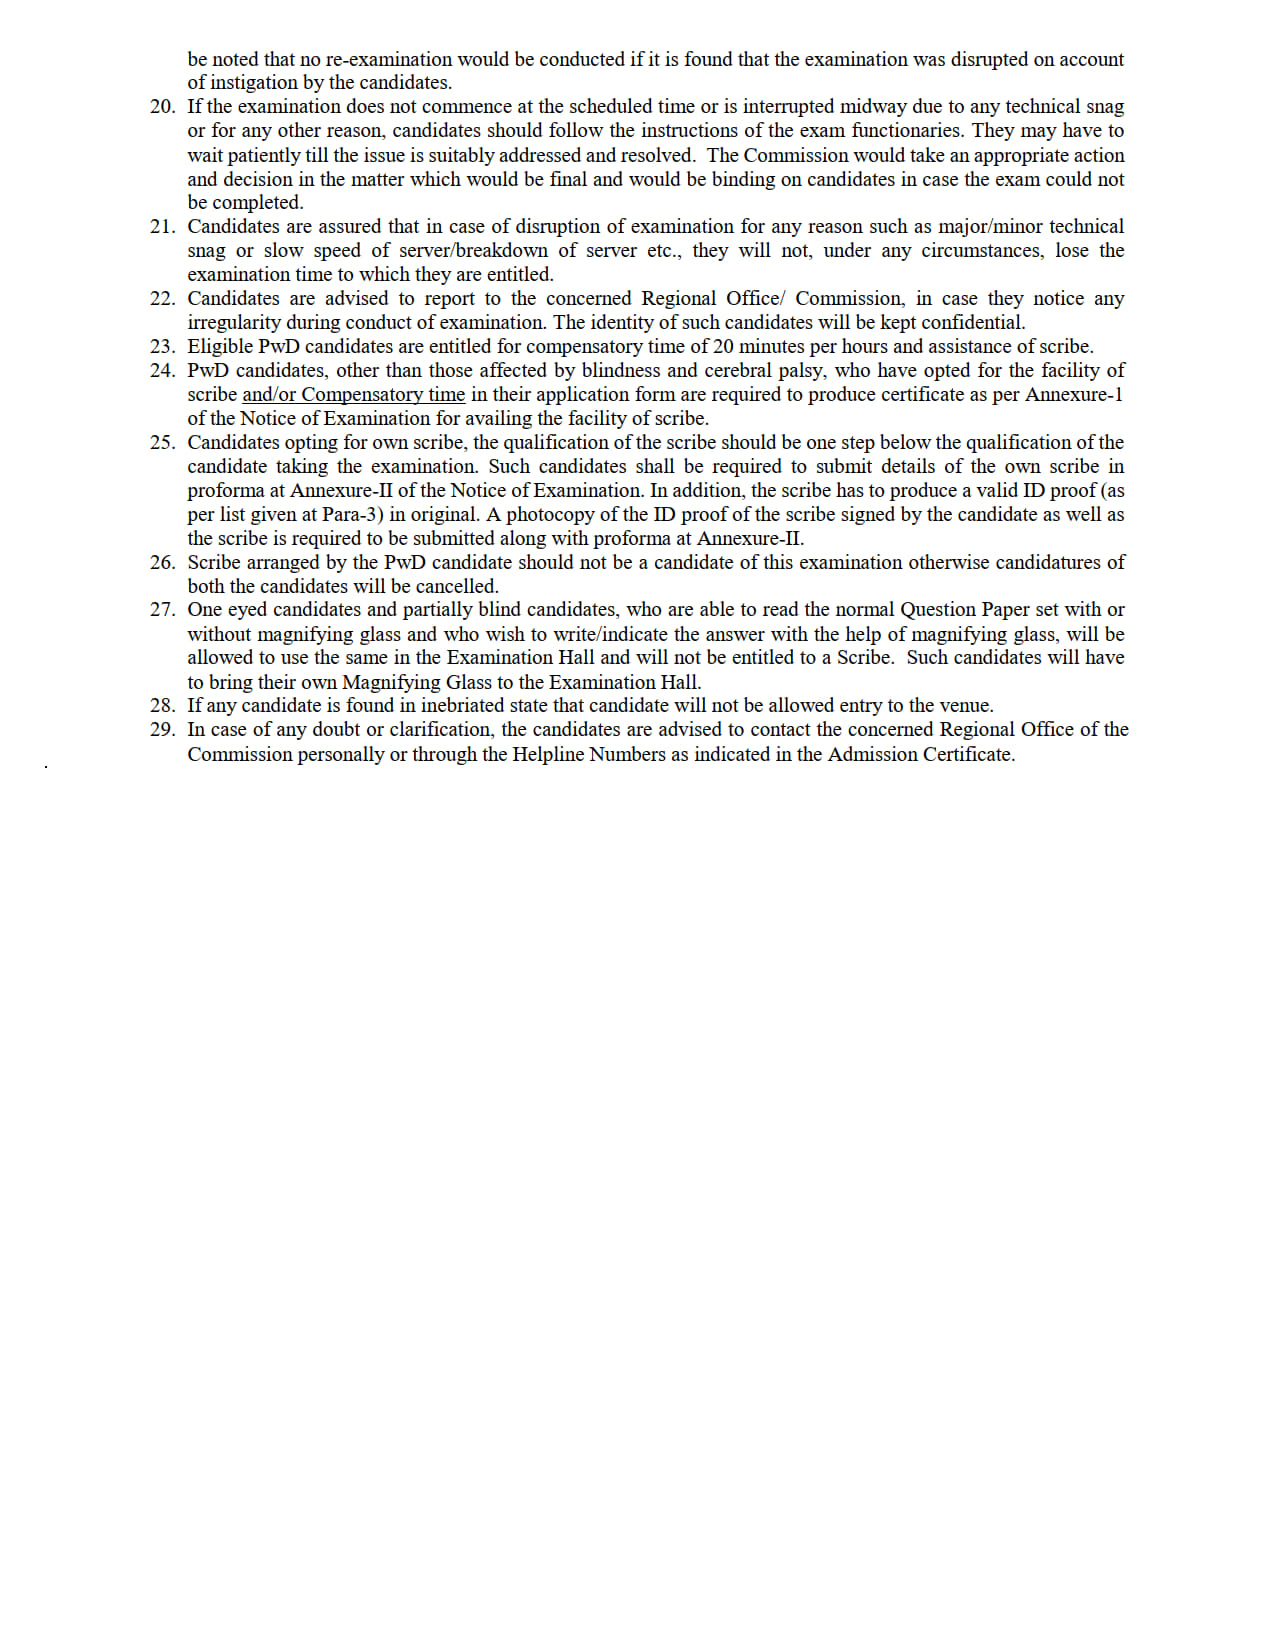 be noted that no re-examination would be conducted if it is found that the examination was disrupted on account
of instigation by the candidates.
20. If the examination does not commence at the scheduled time or is interrupted midway due to any technical snag
or for any other reason, candidates should follow the instructions of the exam functionaries. They may have to
wait patiently till the issue is suitably addressed and resolved.  The Commission would take an appropriate action
and decision in the matter which would be final and would be binding on candidates in case the exam could not
be completed.
21. Candidates are assured that in case of disruption of examination for any reason such as major/minor technical
snag or slow speed of server/breakdown of server etc., they will not, under any circumstances, lose the
examination time to which they are entitled.
22. Candidates are advised to report to the concerned Regional Office/ Commission, in case they notice any
irregularity during conduct of examination. The identity of such candidates will be kept confidential.
23. Eligible PwD candidates are entitled for compensatory time of 20 minutes per hours and assistance of scribe.
24. PwD candidates, other than those affected by blindness and cerebral palsy, who have opted for the facility of
scribe and/or Compensatory time in their application form are required to produce certificate as per Annexure-1
of the Notice of Examination for availing the facility of scribe.
25. Candidates opting for own scribe, the qualification of the scribe should be one step below the qualification of the
candidate taking the examination. Such candidates shall be required to submit details of the own scribe in
proforma at Annexure-II of the Notice of Examination. In addition, the scribe has to produce a valid ID proof (as
per list given at Para-3) in original. A photocopy of the ID proof of the scribe signed by the candidate as well as
the scribe is required to be submitted along with proforma at Annexure-II.
26. Scribe arranged by the PwD candidate should not be a candidate of this examination otherwise candidatures of
both the candidates will be cancelled.
27. One eyed candidates and partially blind candidates, who are able to read the normal Question Paper set with or
without magnifying glass and who wish to write/indicate the answer with the help of magnifying glass, will be
allowed to use the same in the Examination Hall and will not be entitled to a Scribe.  Such candidates will have
to bring their own Magnifying Glass to the Examination Hall.
28. If any candidate is found in inebriated state that candidate will not be allowed entry to the venue.
29. In case of any doubt or clarification, the candidates are advised to contact the concerned Regional Office of the
Commission personally or through the Helpline Numbers as indicated in the Admission Certificate.
.